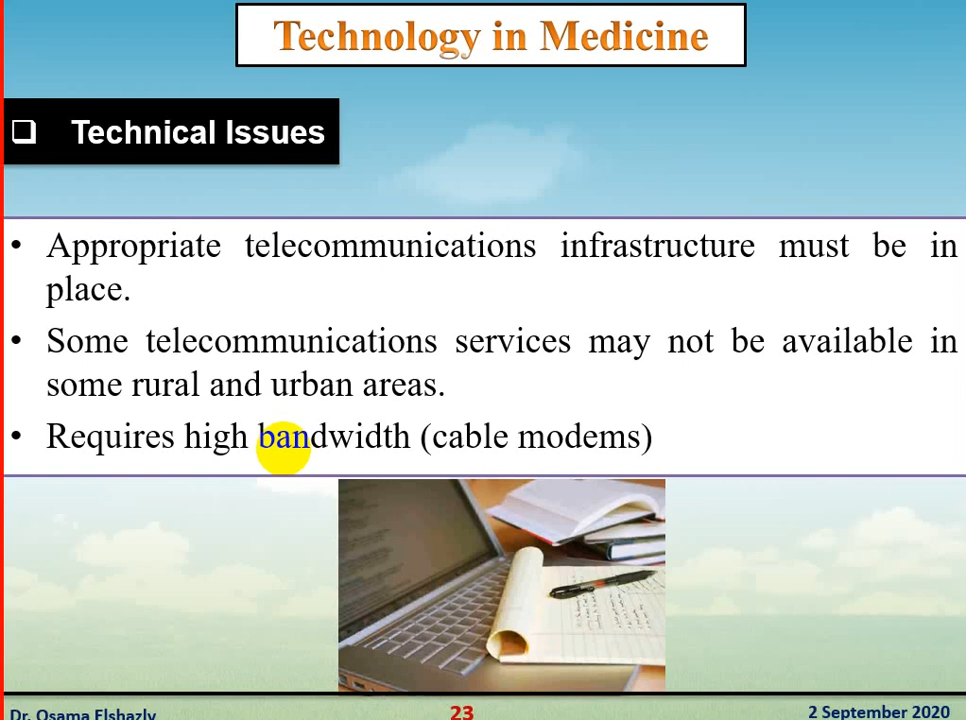 Technology in Medicine
❑ Technical Issues
• Appropriate telecommunications infrastructure must be in
place.
• Some telecommunications services may not be available in
some rural and urban areas.
• Requires high bandwidth (cable modems)
Dr. Osama Elshazly 23 2 September 2020